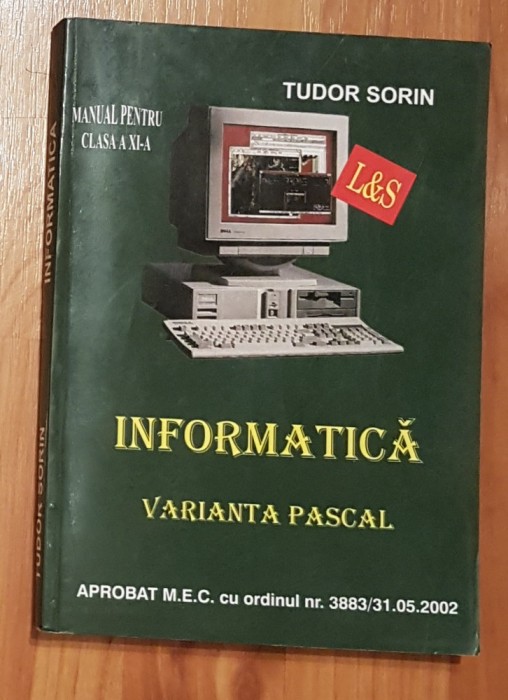 TUDOR SORIN
MANUAL PENTRU
CLASA A XI-A
L&S
DELL
INFORMATICĂ
VARIANTA PASCAL
APROBAT M.E.C. cu ordinul nr. 3883/31.05.2002
TUDOR SORIN
INFORMATICA